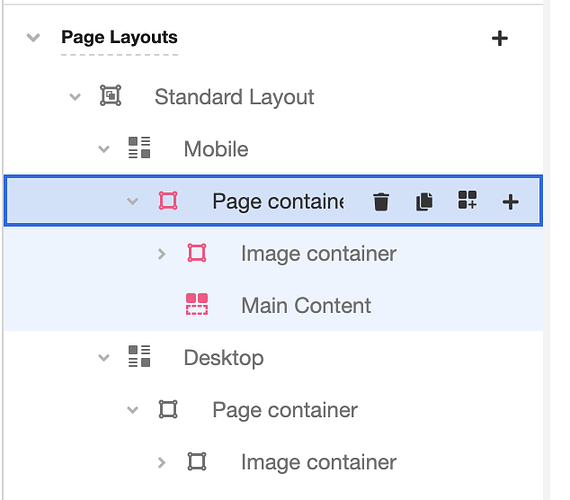 Page Layouts
Standard Layout
Mobile
Page containe
Image container
Main Content
Desktop
Page container
Image container